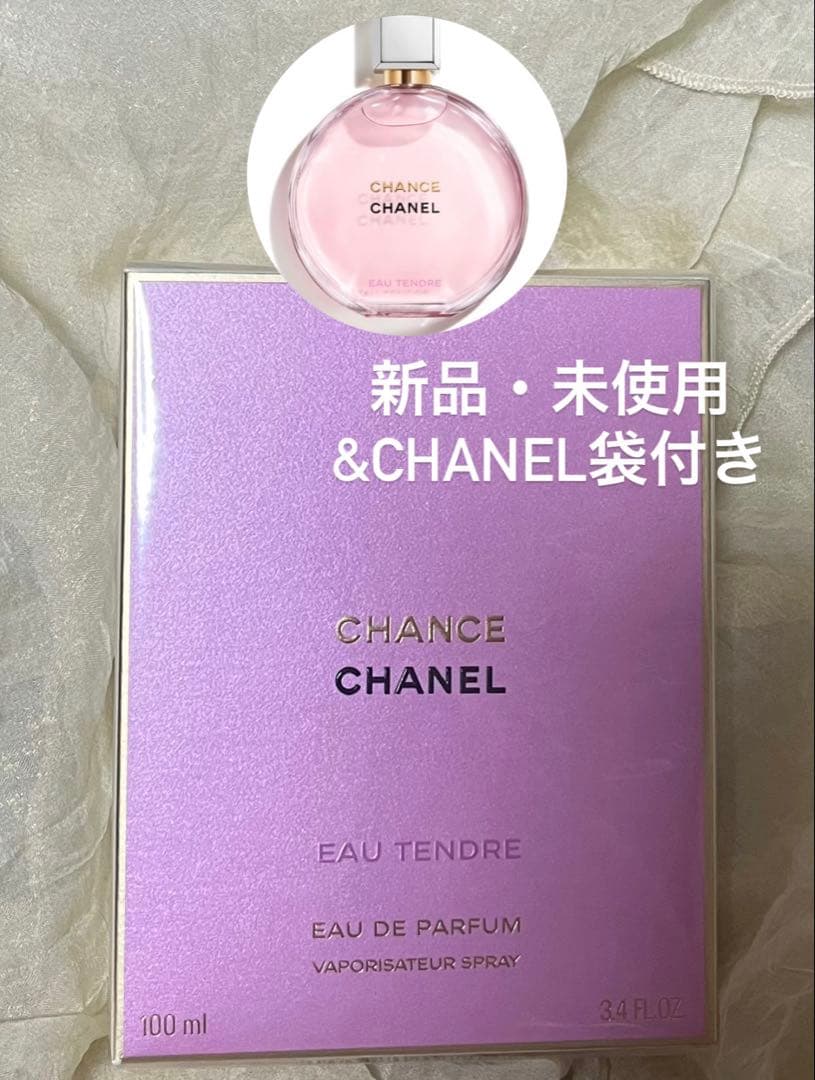 CHANCE
CHANEL
EAU TENDRE
新品・未使用
&CHANEL袋付き
CHANCE
CHANEL
EAU TENDRE
EAU DE PARFUM
VAPORISATEUR SPRAY
100 ml
3.4 FL.OZ